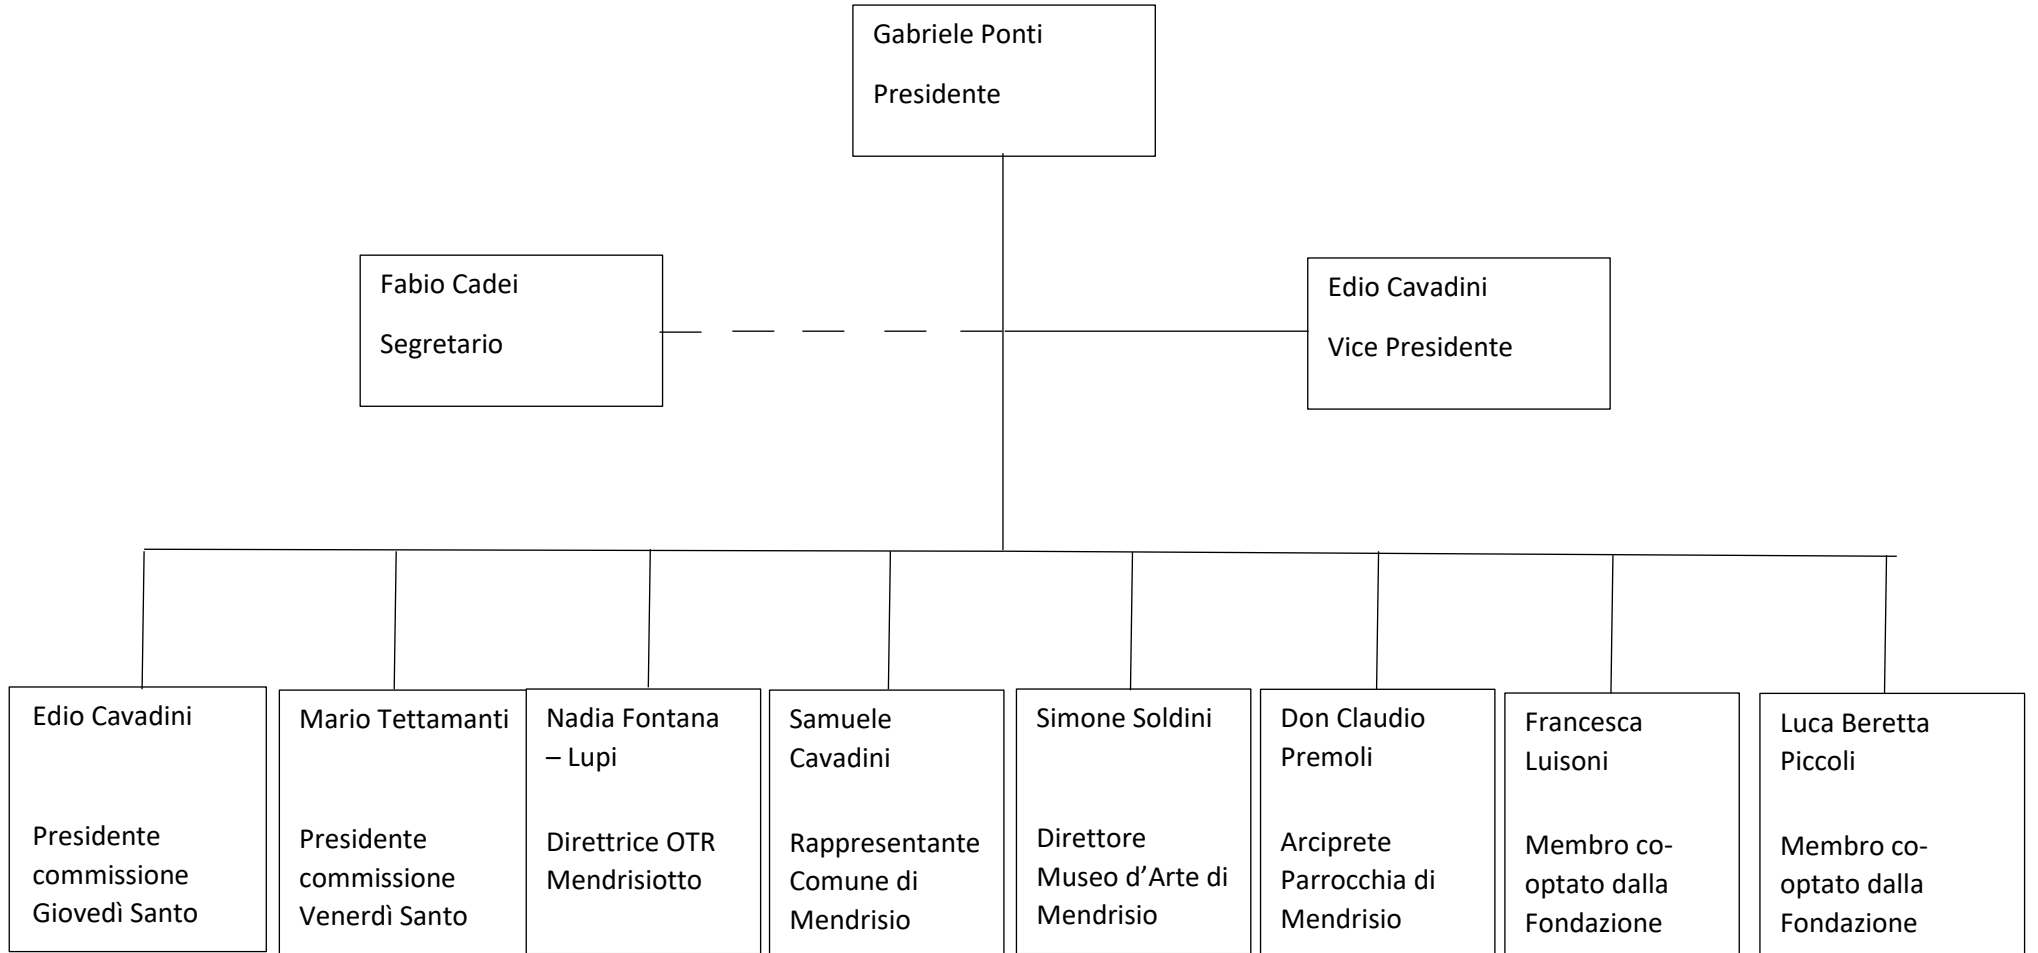 Gabriele Ponti
Presidente
Fabio Cadei
Segretario
Edio Cavadini
Vice Presidente
Edio Cavadini
Presidente
commissione
Giovedì Santo
Mario Tettamanti
Presidente
commissione
Venerdì Santo
Nadia Fontana
– Lupi
Direttrice OTR
Mendrisiotto
Samuele
Cavadini
Rappresentante
Comune di
Mendrisio
Simone Soldini
Direttore
Museo d’Arte di
Mendrisio
Don Claudio
Premoli
Arciprete
Parrocchia di
Mendrisio
Francesca
Luisoni
Membro co-
optato dalla
Fondazione
Luca Beretta
Piccoli
Membro co-
optato dalla
Fondazione